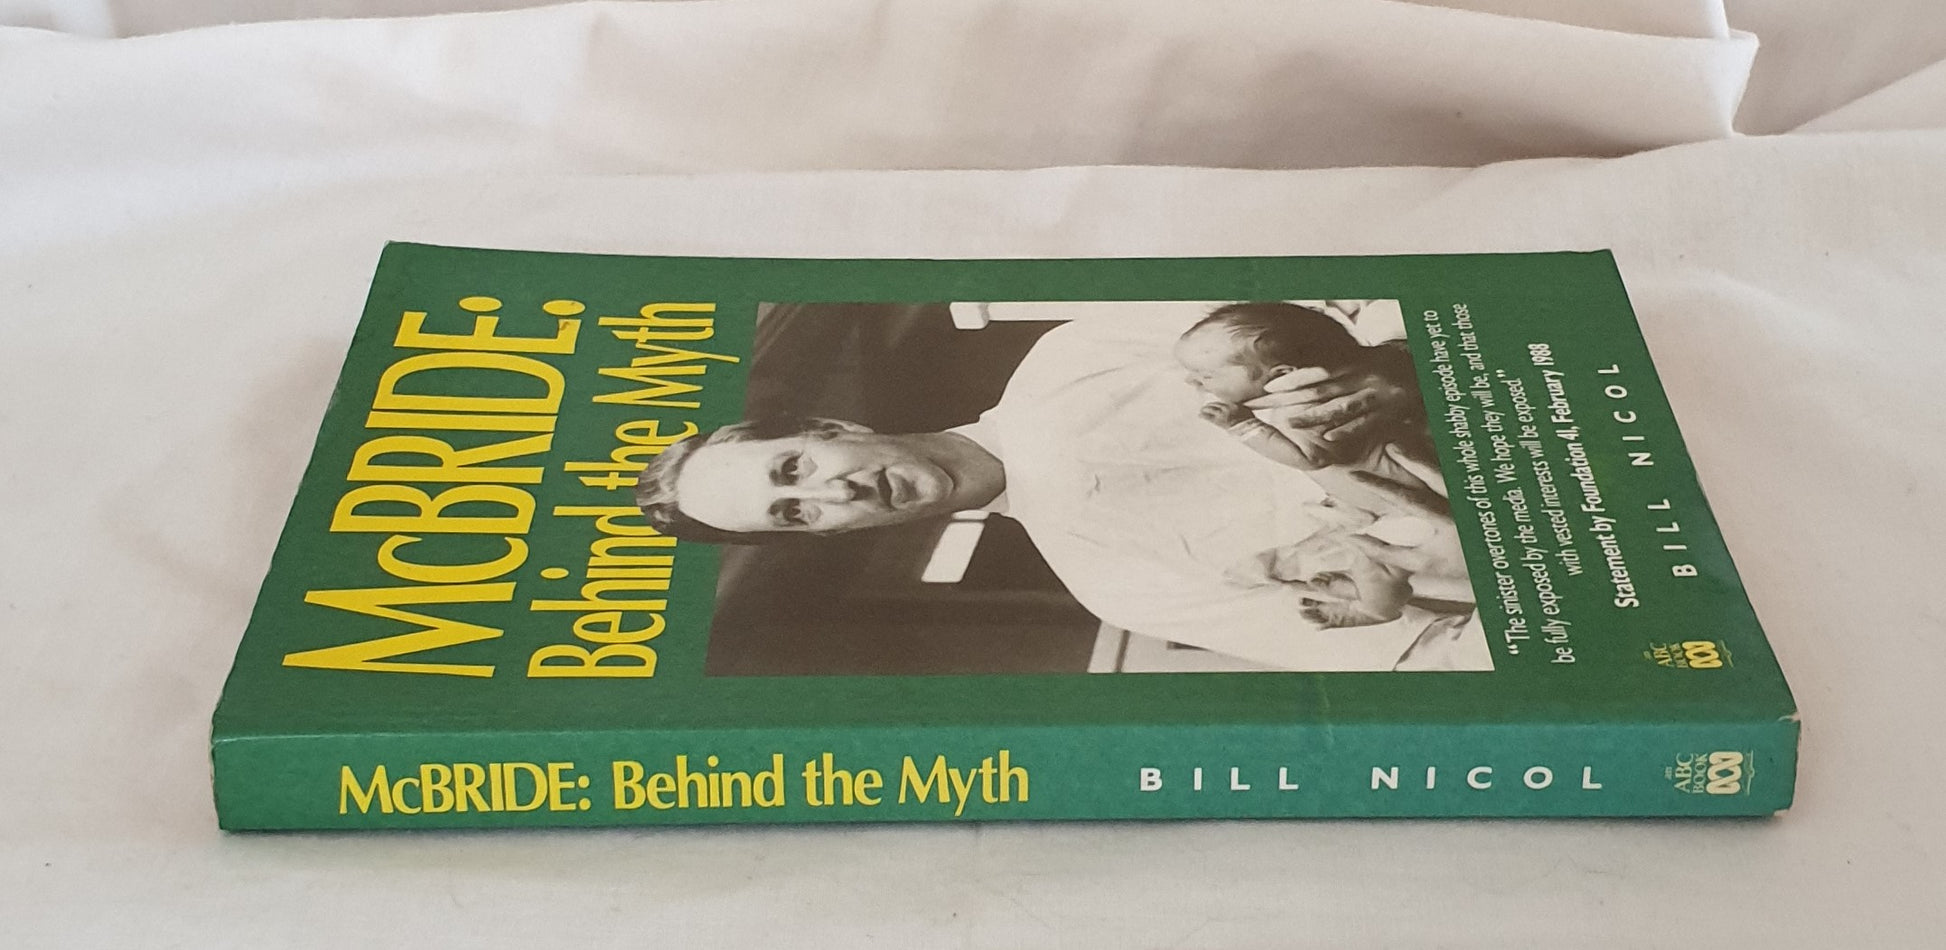 McBRIDE:
Behind the Myth
“The sinister overtones of this whole shabby episode have yet to
be fully exposed by the media. We hope they will be, and that those
with vested interests will be exposed.”
Statement by Foundation 41, February 1988
BILL NICOL
AN
ABC
BOOK
McBRIDE: Behind the Myth
BILL NICOL
AN
ABC
BOOK